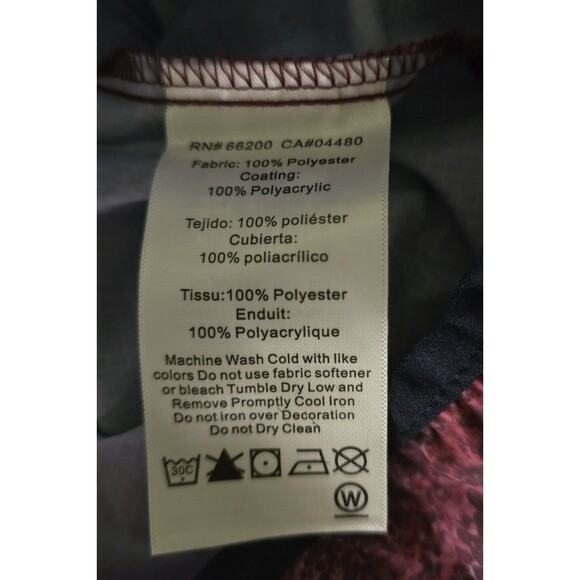 RN# 66200 CA#04480
Fabric: 100% Polyester
Coating:
100% Polyacrylic
Tejido: 100% poliéster
Cubierta:
100% poliacrílico
Tissu:100% Polyester
Enduit:
100% Polyacrylique
Machine Wash Cold with like
colors Do not use fabric softener
or bleach Tumble Dry Low and
Remove Promptly Cool Iron
Do not iron over Decoration
Do not Dry Clean
30C
W